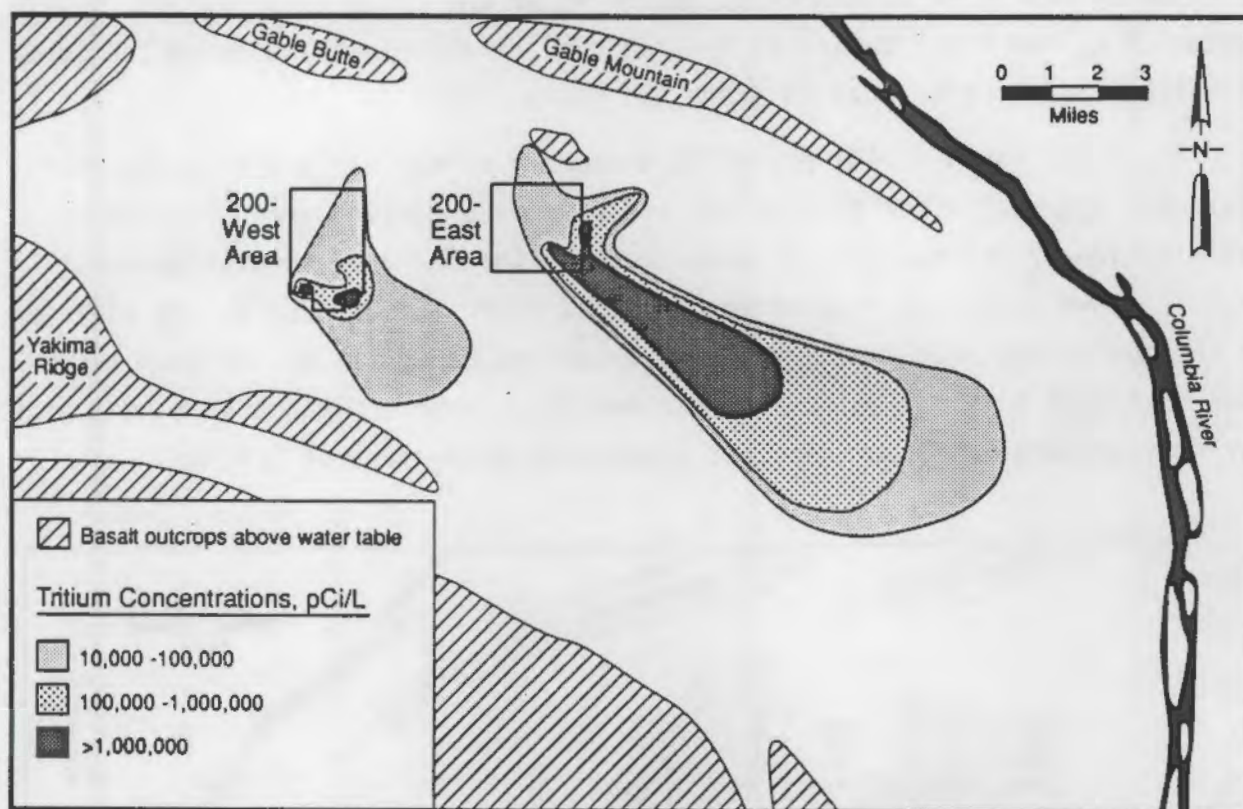 Gable Butte
Gable Mountain
0 1 2 3
Miles
N
200-
West
Area
200-
East
Area
Yakima
Ridge
Columbia River
Basalt outcrops above water table
Tritium Concentrations, pCi/L
10,000 -100,000
100,000 -1,000,000
>1,000,000